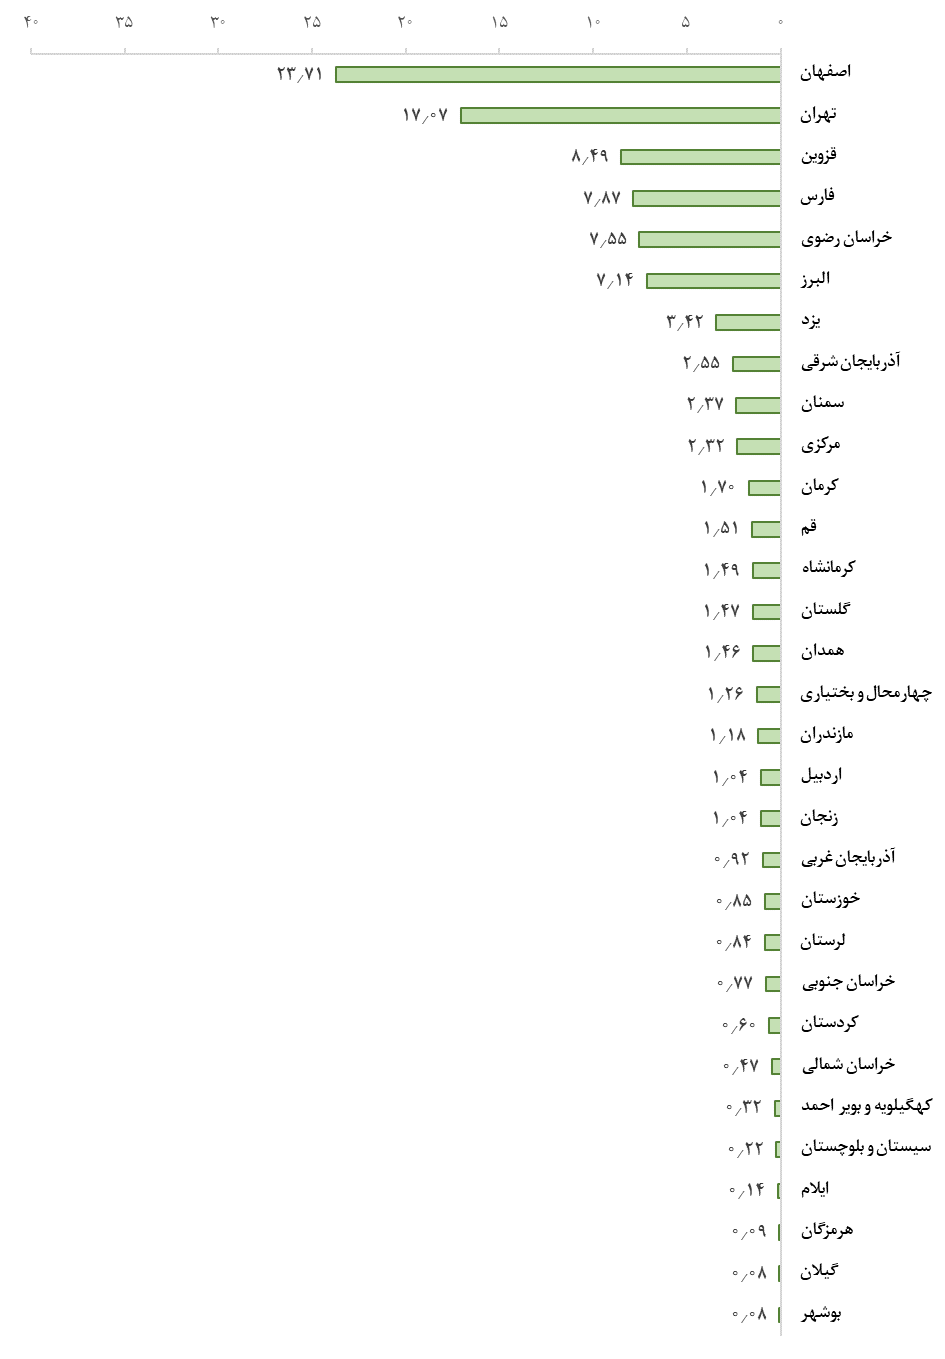 ۰ ۵ ۱۰ ۱۵ ۲۰ ۲۵ ۳۰ ۳۵ ۴۰
اصفهان ۲۳٫۷۱
تهران ۱۷٫۰۷
قزوین ۸٫۴۹
فارس ۷٫۸۷
خراسان رضوی ۷٫۵۵
البرز ۷٫۱۴
یزد ۳٫۴۲
آذربایجان شرقی ۲٫۵۵
سمنان ۲٫۳۷
مرکزی ۲٫۳۲
کرمان ۱٫۷۰
قم ۱٫۵۱
کرمانشاه ۱٫۴۹
گلستان ۱٫۴۷
همدان ۱٫۴۶
چهارمحال و بختیاری ۱٫۲۶
مازندران ۱٫۱۸
اردبیل ۱٫۰۴
زنجان ۱٫۰۴
آذربایجان غربی ۰٫۹۲
خوزستان ۰٫۸۵
لرستان ۰٫۸۴
خراسان جنوبی ۰٫۷۷
کردستان ۰٫۶۰
خراسان شمالی ۰٫۴۷
کهگیلویه و بویر احمد ۰٫۳۲
سیستان و بلوچستان ۰٫۲۲
ایلام ۰٫۱۴
هرمزگان ۰٫۰۹
گیلان ۰٫۰۸
بوشهر ۰٫۰۸